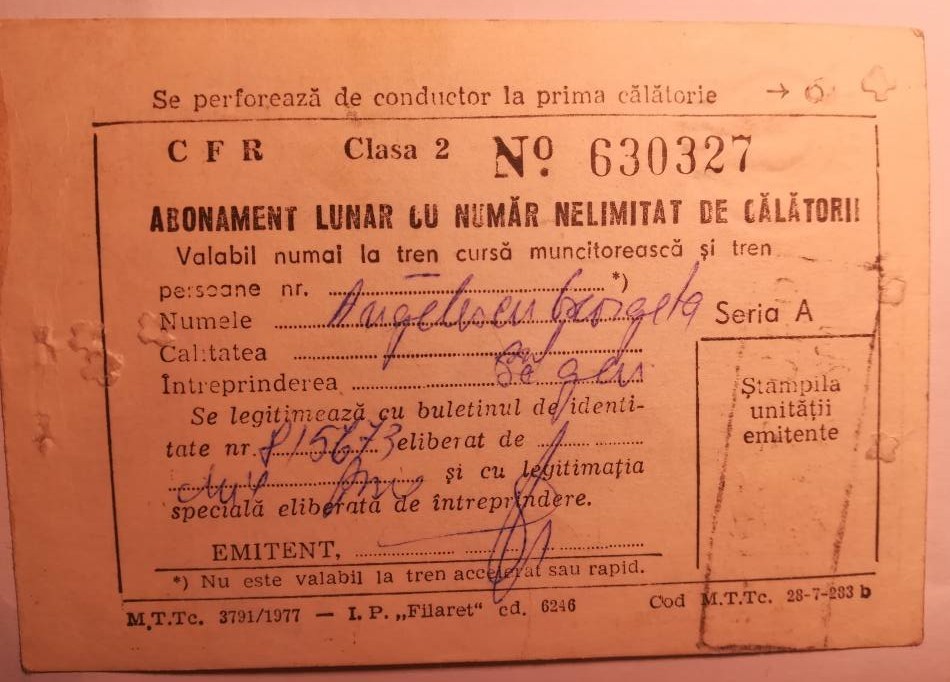 Se perforează de conductor la prima călătorie →
C F R Clasa 2 Nº 630327
ABONAMENT LUNAR CU NUMĂR NELIMITAT DE CĂLĂTORII
Valabil numai la tren cursă muncitorească și tren
persoane nr. *)
Numele Angelescu Georgeta
Seria A
Calitatea
Întreprinderea
Se legitimează cu buletinul de identi-
tate nr. 815673 eliberat de
și cu legitimația
specială eliberată de întreprindere.
EMITENT,
*) Nu este valabil la tren accelerat sau rapid.
Ștampila
unității
emitente
M.T.Tc. 3791/1977 — I. P. „Filaret“ cd. 6246 Cod M.T.Tc. 28-7-283 b